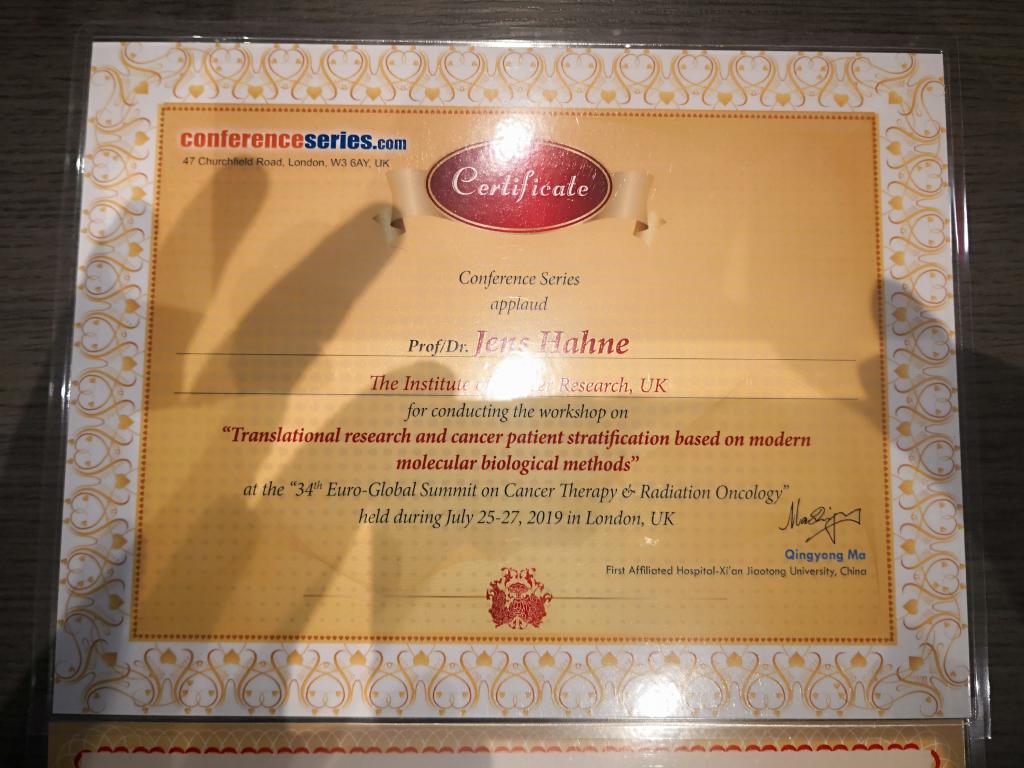 conferenceseries.com
47 Churchfield Road, London, W3 6AY, UK
Certificate
Conference Series
applaud
Prof/Dr. Jens Hahne
The Institute Research, UK
for conducting the workshop on
“Translational research and cancer patient stratification based on modern
molecular biological methods”
at the “34th Euro-Global Summit on Cancer Therapy & Radiation Oncology”
held during July 25-27, 2019 in London, UK
Qingyong Ma
First Affiliated Hospital-Xi'an Jiaotong University, China